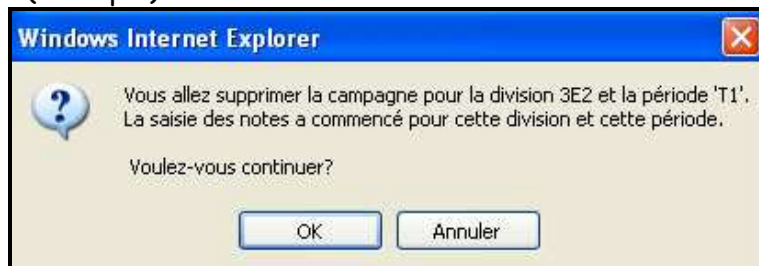 Windows Internet Explorer
Vous allez supprimer la campagne pour la division 3E2 et la période 'T1'.
La saisie des notes a commencé pour cette division et cette période.
Voulez-vous continuer?
OK
Annuler